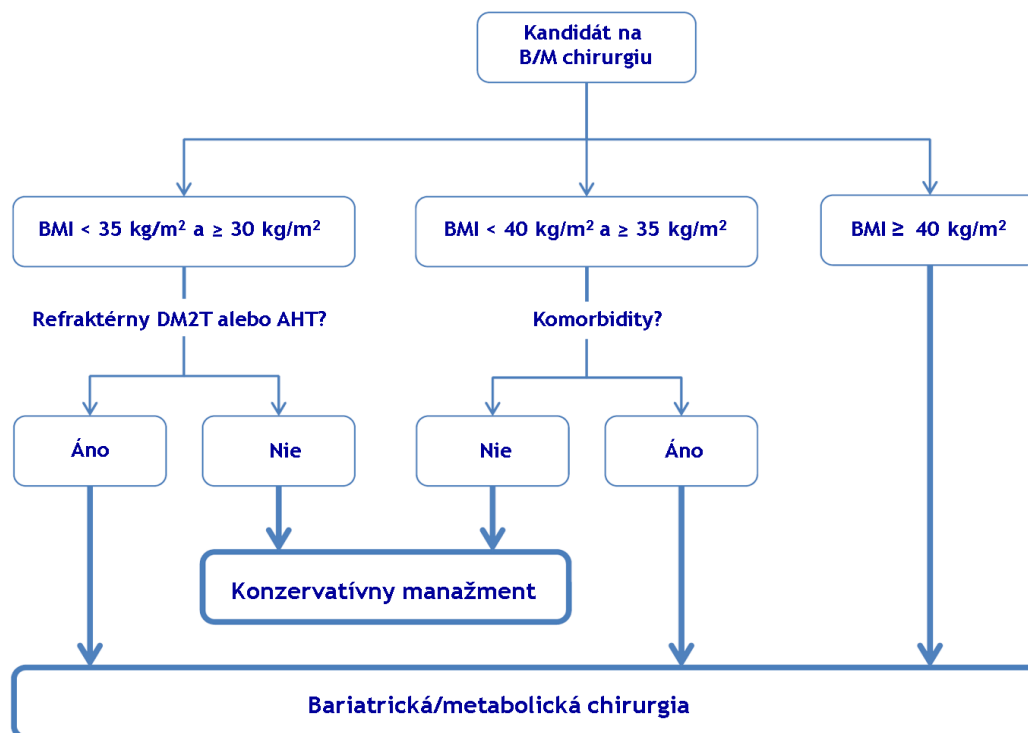 Kandidát na
B/M chirurgiu
BMI < 35 kg/m² a ≥ 30 kg/m²
BMI < 40 kg/m² a ≥ 35 kg/m²
BMI ≥ 40 kg/m²
Refraktérny DM2T alebo AHT?
Komorbidity?
Áno
Nie
Nie
Áno
Konzervatívny manažment
Bariatrická/metabolická chirurgia